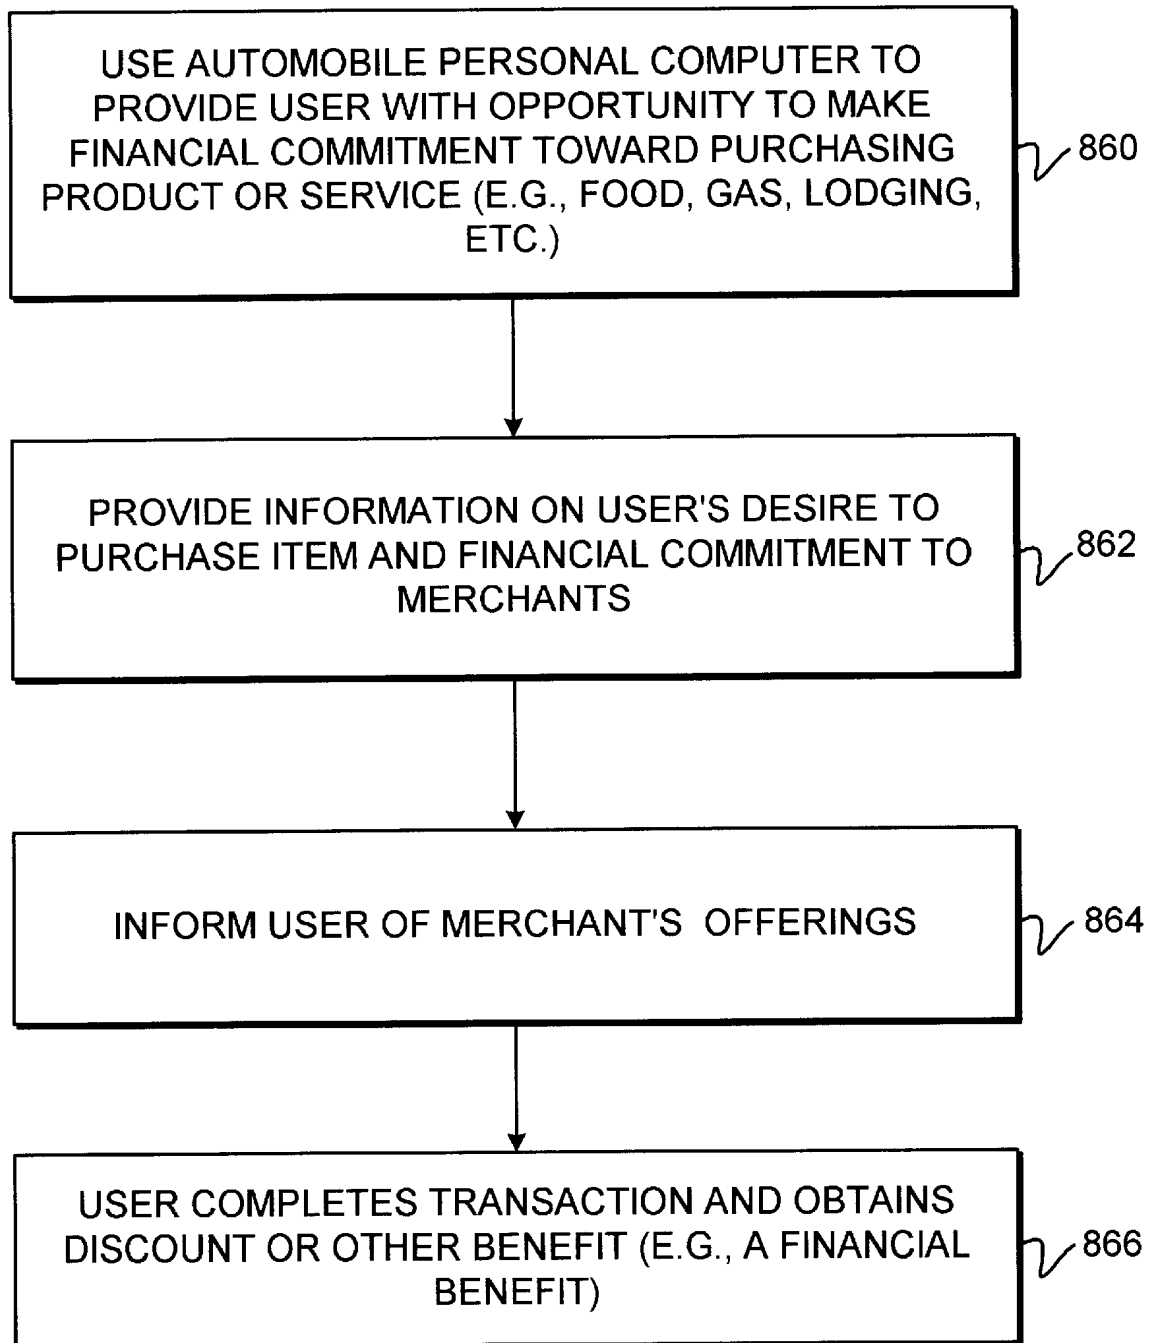 USE AUTOMOBILE PERSONAL COMPUTER TO
PROVIDE USER WITH OPPORTUNITY TO MAKE
FINANCIAL COMMITMENT TOWARD PURCHASING
PRODUCT OR SERVICE (E.G., FOOD, GAS, LODGING,
ETC.)
860
PROVIDE INFORMATION ON USER'S DESIRE TO
PURCHASE ITEM AND FINANCIAL COMMITMENT TO
MERCHANTS
862
INFORM USER OF MERCHANT'S OFFERINGS
864
USER COMPLETES TRANSACTION AND OBTAINS
DISCOUNT OR OTHER BENEFIT (E.G., A FINANCIAL
BENEFIT)
866